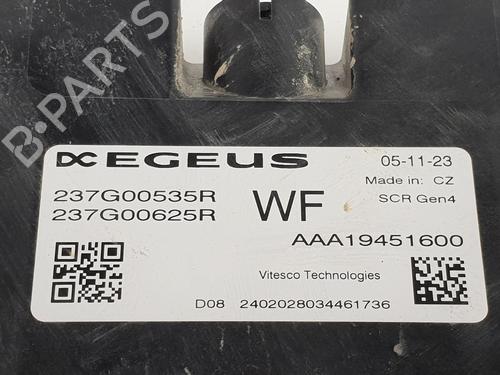 B-PARTS
EGEUS
05-11-23
237G00535R
237G00625R
WF
Made in: CZ
SCR Gen4
AAA19451600
Vitesco Technologies
D08 2402028034461736